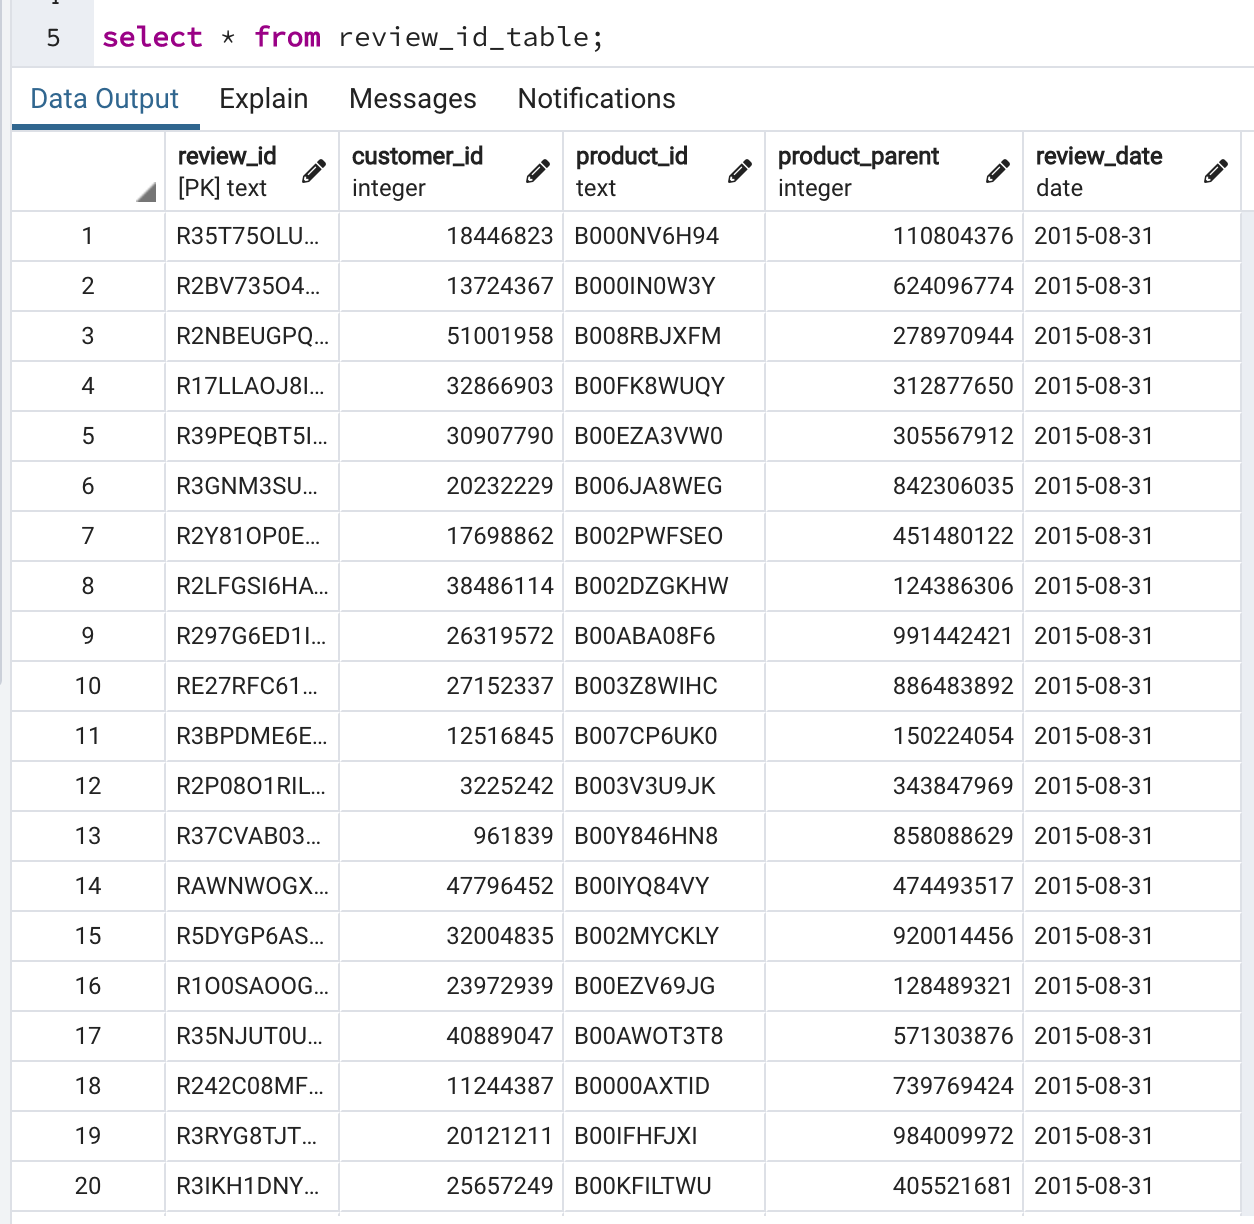 5 select * from review_id_table;
Data Output Explain Messages Notifications
review_id customer_id product_id product_parent review_date
[PK] text integer text integer date
1 R35T75OLU... 18446823 B000NV6H94 110804376 2015-08-31
2 R2BV735O4... 13724367 B000IN0W3Y 624096774 2015-08-31
3 R2NBEUGPQ... 51001958 B008RBJXFM 278970944 2015-08-31
4 R17LLAOJ8I... 32866903 B00FK8WUQY 312877650 2015-08-31
5 R39PEQBT5I... 30907790 B00EZA3VW0 305567912 2015-08-31
6 R3GNM3SU... 20232229 B006JA8WEG 842306035 2015-08-31
7 R2Y81OP0E... 17698862 B002PWFSEO 451480122 2015-08-31
8 R2LFGSI6HA... 38486114 B002DZGKHW 124386306 2015-08-31
9 R297G6ED1I... 26319572 B00ABA08F6 991442421 2015-08-31
10 RE27RFC61... 27152337 B003Z8WIHC 886483892 2015-08-31
11 R3BPDME6E... 12516845 B007CP6UK0 150224054 2015-08-31
12 R2P08O1RIL... 3225242 B003V3U9JK 343847969 2015-08-31
13 R37CVAB03... 961839 B00Y846HN8 858088629 2015-08-31
14 RAWNWOGX... 47796452 B00IYQ84VY 474493517 2015-08-31
15 R5DYGP6AS... 32004835 B002MYCKLY 920014456 2015-08-31
16 R1O0SAOOG... 23972939 B00EZV69JG 128489321 2015-08-31
17 R35NJUT0U... 40889047 B00AWOT3T8 571303876 2015-08-31
18 R242C08MF... 11244387 B0000AXTID 739769424 2015-08-31
19 R3RYG8TJT... 20121211 B00IFHFJXI 984009972 2015-08-31
20 R3IKH1DNY... 25657249 B00KFILTWU 405521681 2015-08-31